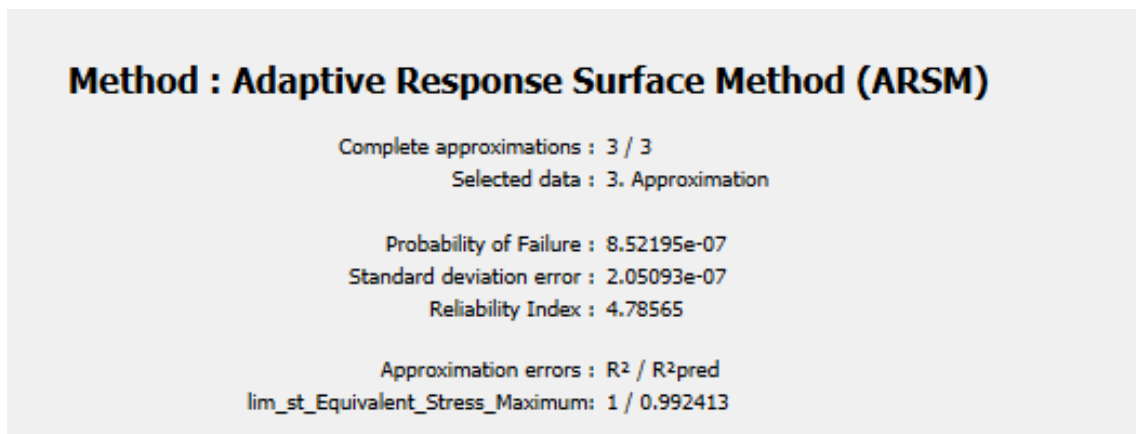 Method : Adaptive Response Surface Method (ARSM)
Complete approximations : 3 / 3
Selected data : 3. Approximation
Probability of Failure : 8.52195e-07
Standard deviation error : 2.05093e-07
Reliability Index : 4.78565
Approximation errors : R² / R²pred
lim_st_Equivalent_Stress_Maximum: 1 / 0.992413